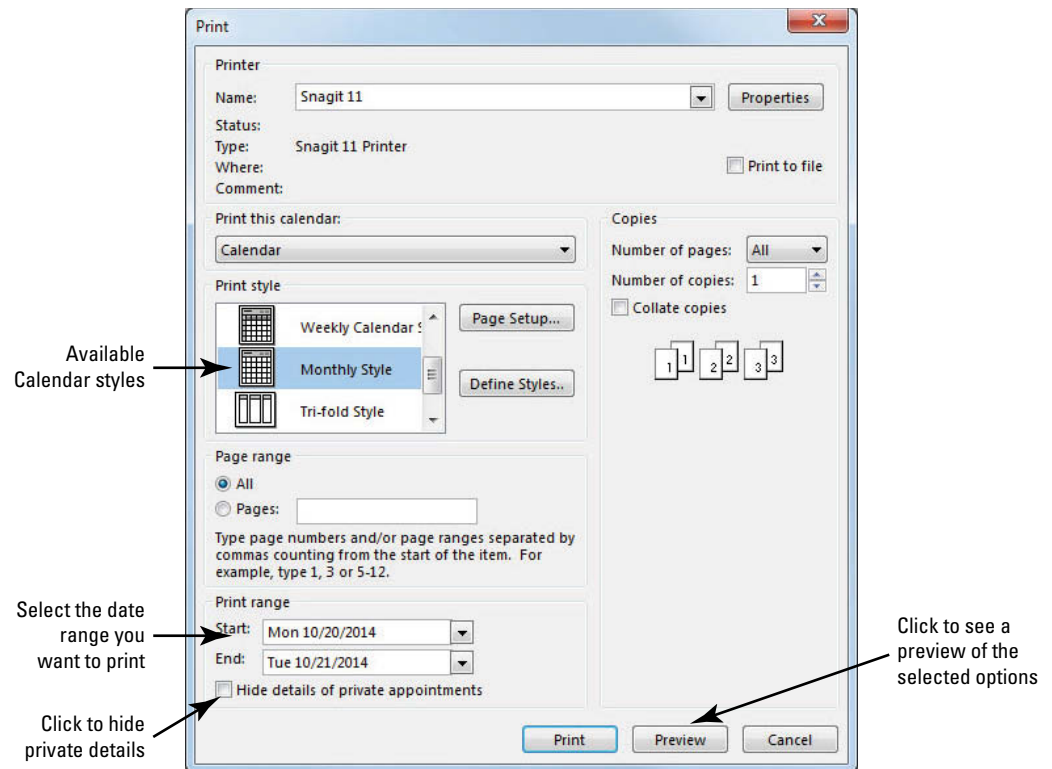 Print
Printer
Name: Snagit 11 Properties
Status:
Type: Snagit 11 Printer
Where: Print to file
Comment:
Print this calendar:
Calendar
Print style
Weekly Calendar S
Monthly Style
Tri-fold Style
Page Setup...
Define Styles..
Page range
All
Pages:
Type page numbers and/or page ranges separated by
commas counting from the start of the item. For
example, type 1, 3 or 5-12.
Print range
Start: Mon 10/20/2014
End: Tue 10/21/2014
Hide details of private appointments
Copies
Number of pages: All
Number of copies: 1
Collate copies
1 1 2 2 3 3
Print Preview Cancel
Available
Calendar styles
Select the date
range you
want to print
Click to hide
private details
Click to see a
preview of the
selected options